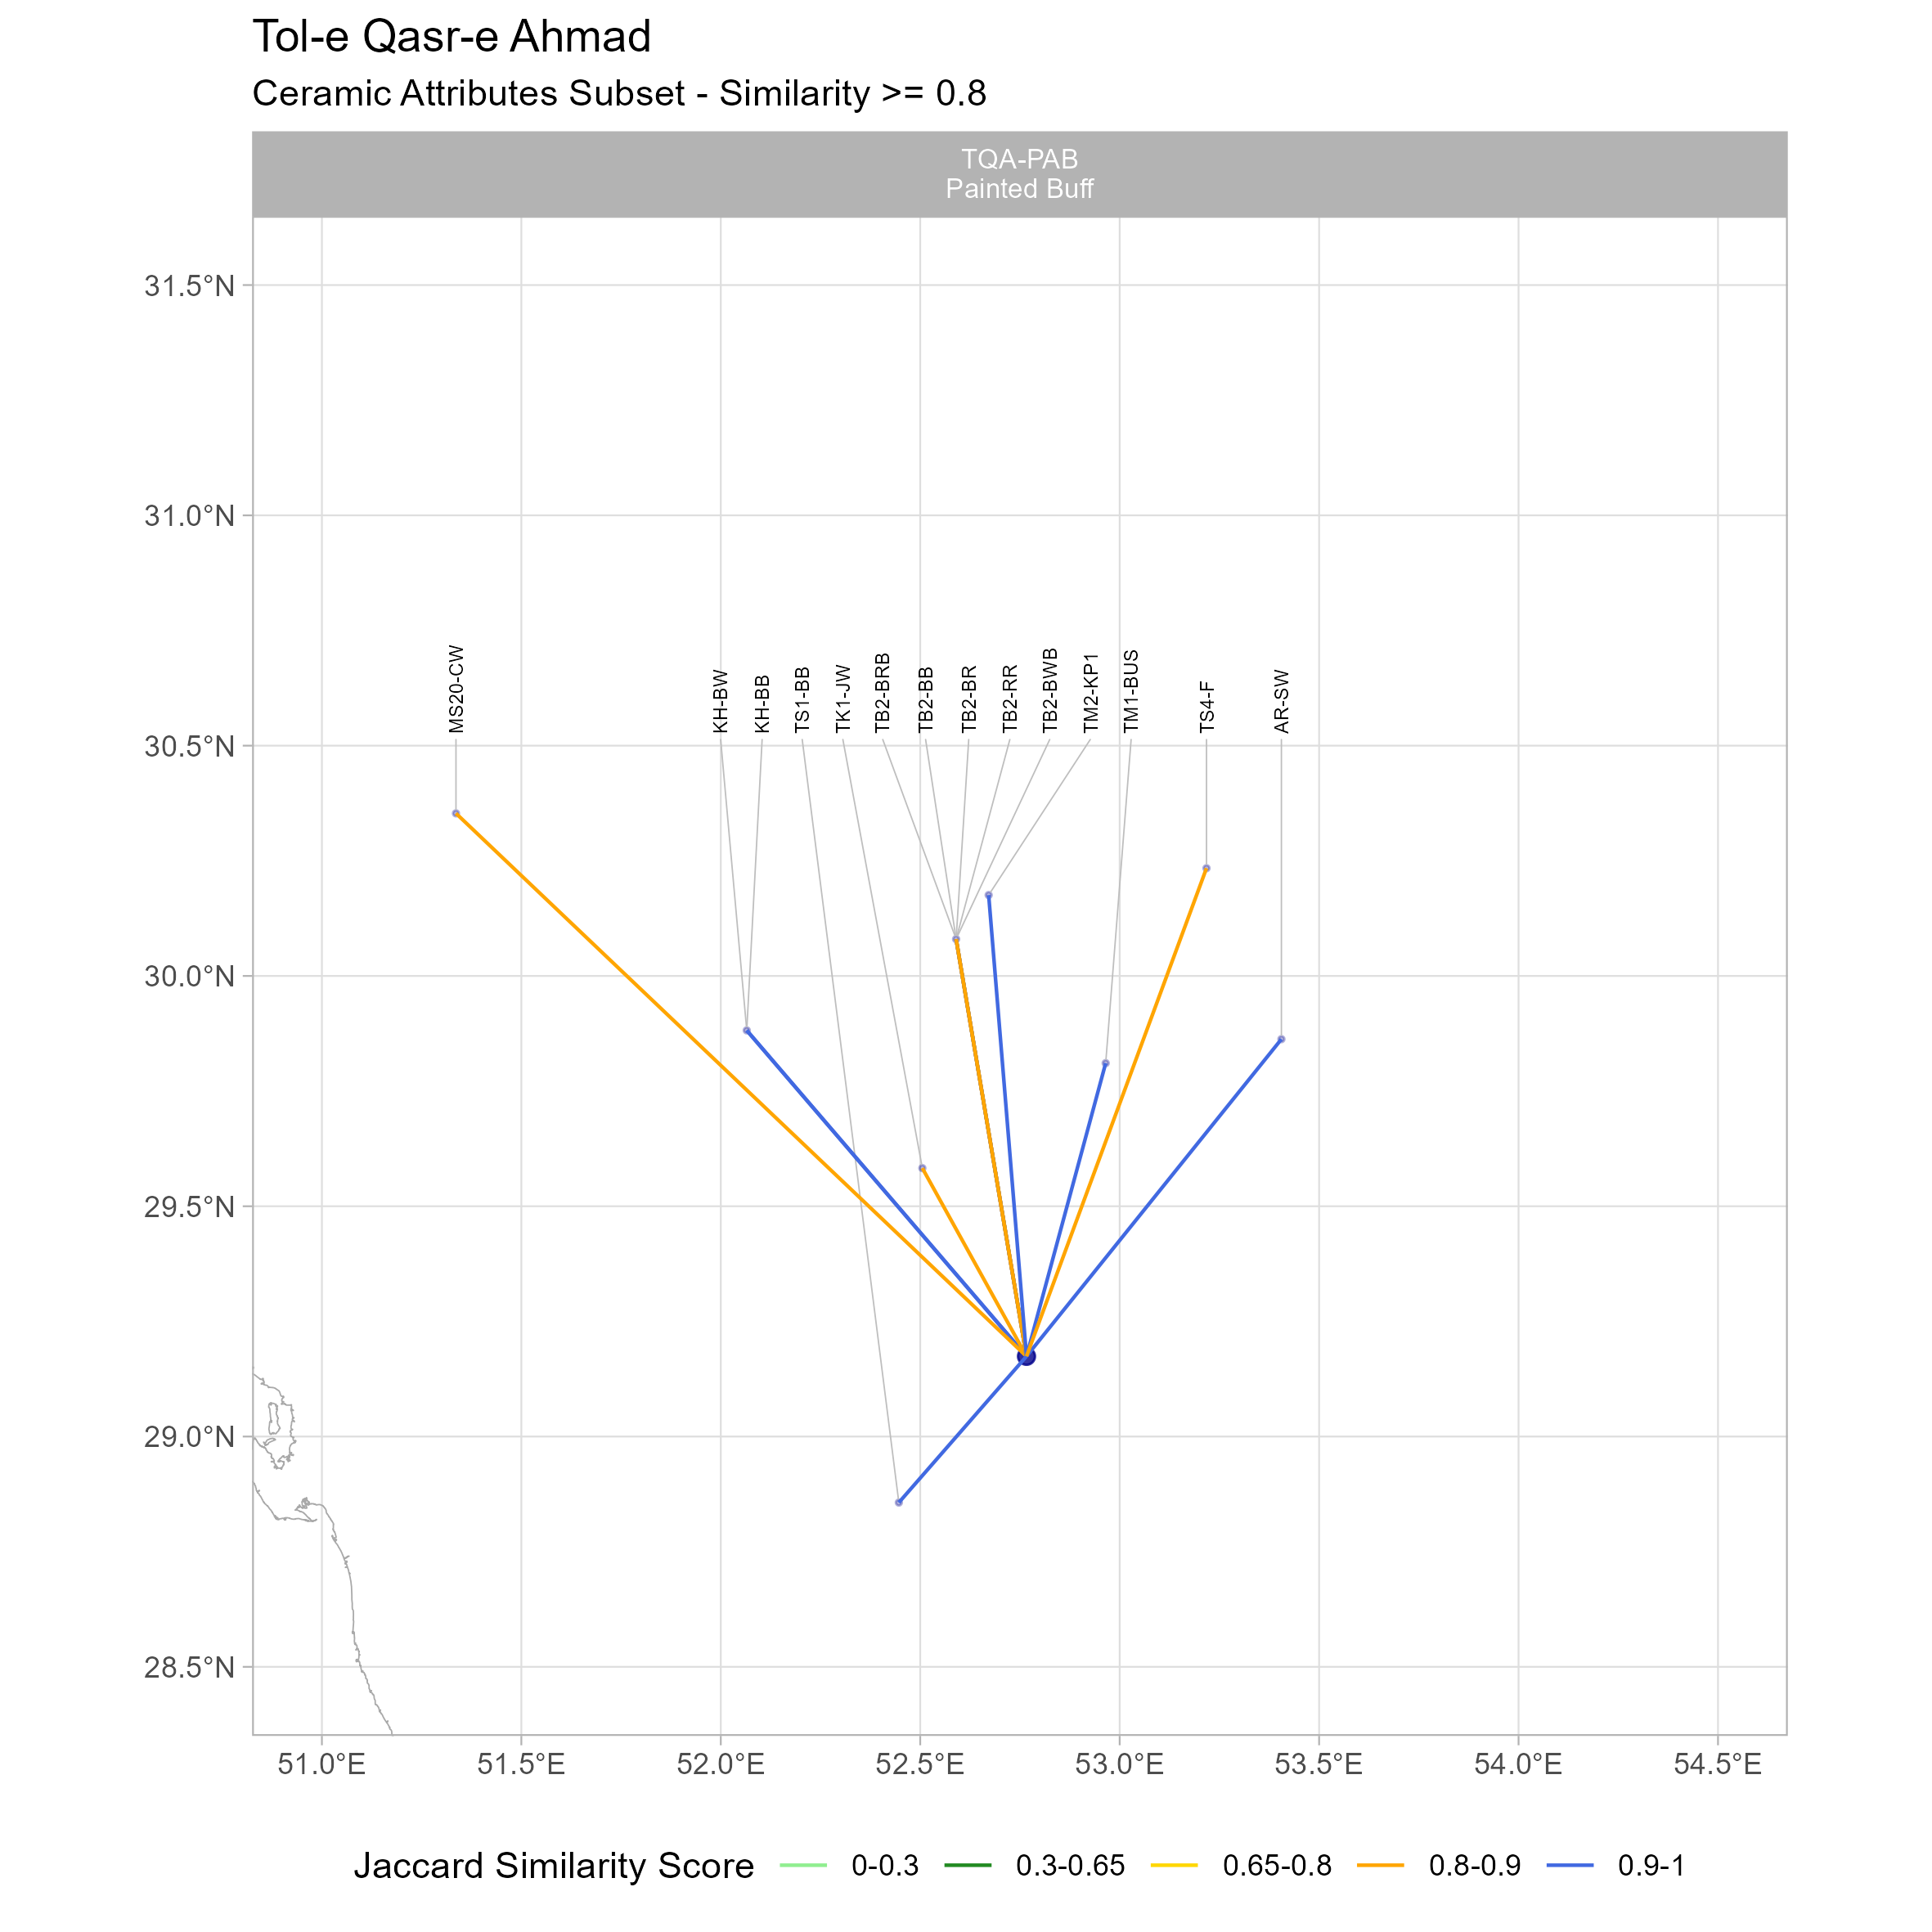 Tol-e Qasr-e Ahmad
Ceramic Attributes Subset - Similarity >= 0.8
TQA-PAB
Painted Buff
31.5°N
31.0°N
30.5°N
30.0°N
29.5°N
29.0°N
28.5°N
MS20-CW
KH-BW
KH-BB
TS1-BB
TK1-JW
TB2-BRB
TB2-BB
TB2-BR
TB2-RR
TB2-BWB
TM2-KP1
TM1-BUS
TS4-F
AR-SW
51.0°E 51.5°E 52.0°E 52.5°E 53.0°E 53.5°E 54.0°E 54.5°E
Jaccard Similarity Score 0-0.3 0.3-0.65 0.65-0.8 0.8-0.9 0.9-1